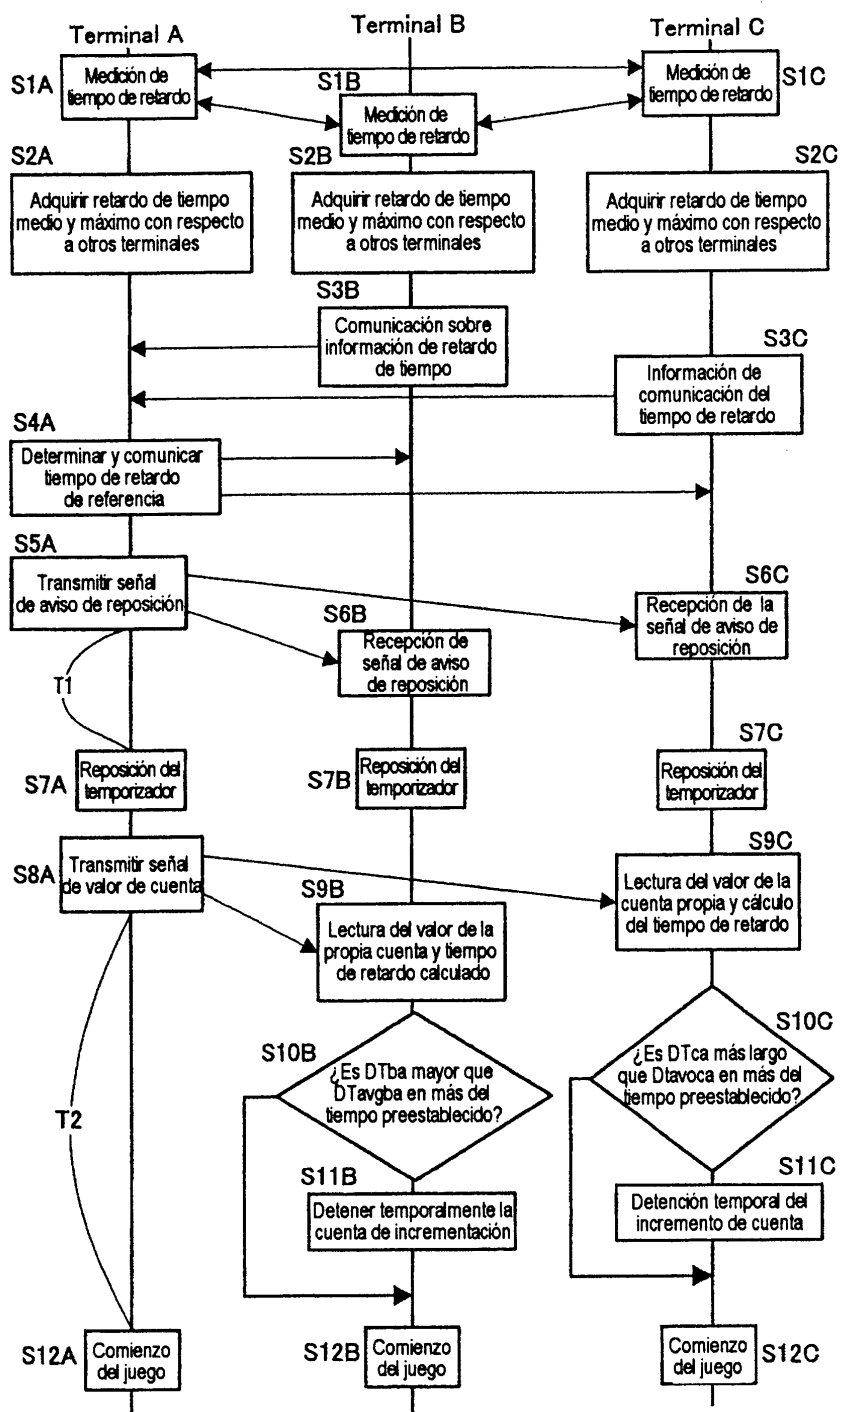 Terminal A
Terminal B
Terminal C
S1A
Medición de
tiempo de retardo
S1B
Medición de
tiempo de retardo
Medición de
tiempo de retardo
S1C
S2A
Adquirir retardo de tiempo
medio y máximo con respecto
a otros terminales
S2B
Adquirir retardo de tiempo
medio y máximo con respecto
a otros terminales
S2C
Adquirir retardo de tiempo
medio y máximo con respecto
a otros terminales
S3B
Comunicación sobre
información de retardo
de tiempo
S3C
Información de
comunicación del
tiempo de retardo
S4A
Determinar y comunicar
tiempo de retardo
de referencia
S5A
Transmitir señal
de aviso de reposición
S6B
Recepción de
señal de aviso
de reposición
S6C
Recepción de la
señal de aviso de
reposición
T1
S7A
Reposición del
temporizador
S7B
Reposición del
temporizador
S7C
Reposición del
temporizador
S8A
Transmitir señal
de valor de cuenta
S9B
Lectura del valor de la
propia cuenta y tiempo
de retardo calculado
S9C
Lectura del valor de la
cuenta propia y cálculo
del tiempo de retardo
T2
S10B
¿Es DTba mayor que
DTavgba en más del
tiempo preestablecido?
S10C
¿Es DTca más largo
que Dtavoca en más del
tiempo preestablecido?
S11B
Detener temporalmente la
cuenta de incrementación
S11C
Detención temporal del
incremento de cuenta
S12A
Comienzo
del juego
S12B
Comienzo
del juego
Comienzo
del juego
S12C